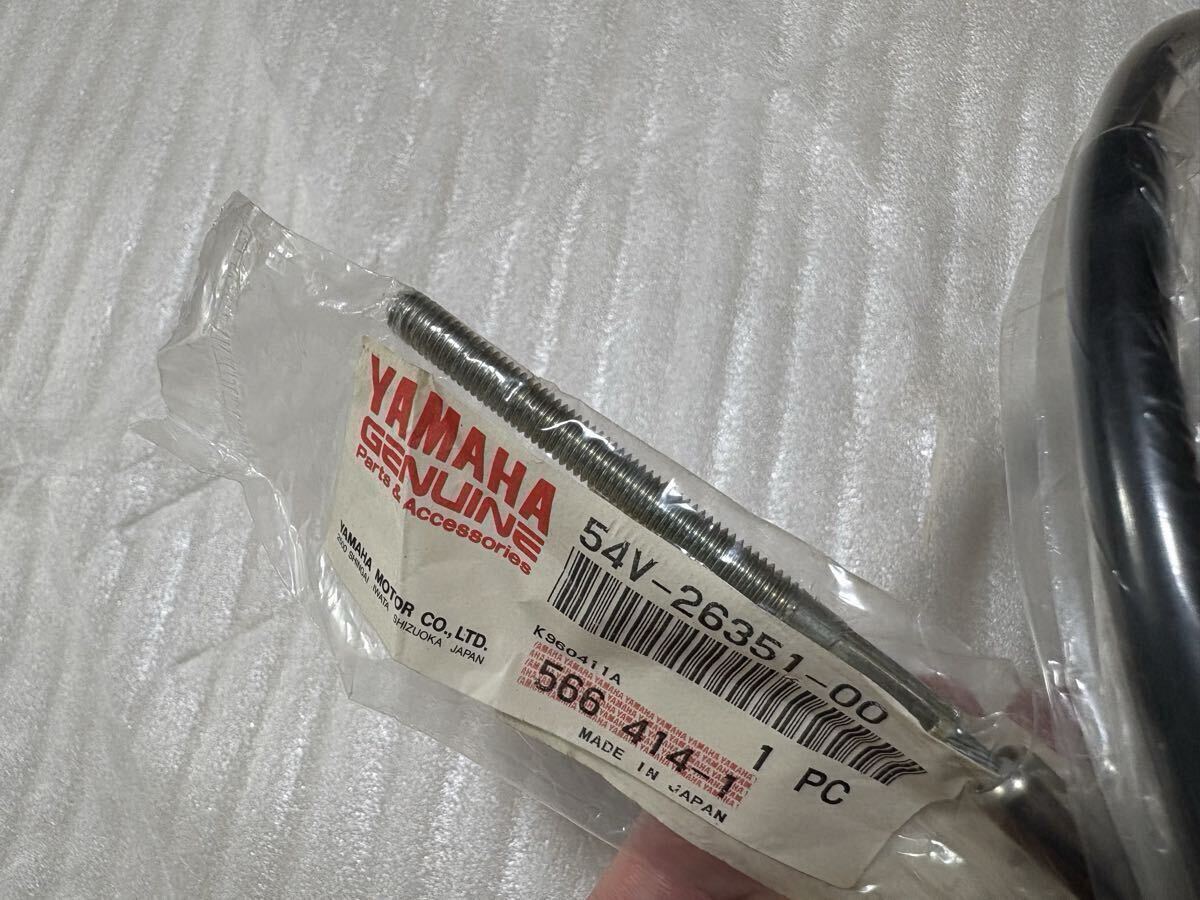 YAMAHA
GENUINE
Parts & Accessories
YAMAHA MOTOR CO., LTD.
2500 SHINGAI IWATA SHIZUOKA JAPAN
54V-26351-00
K960411A
1 PC
566 414-1
MADE IN JAPAN